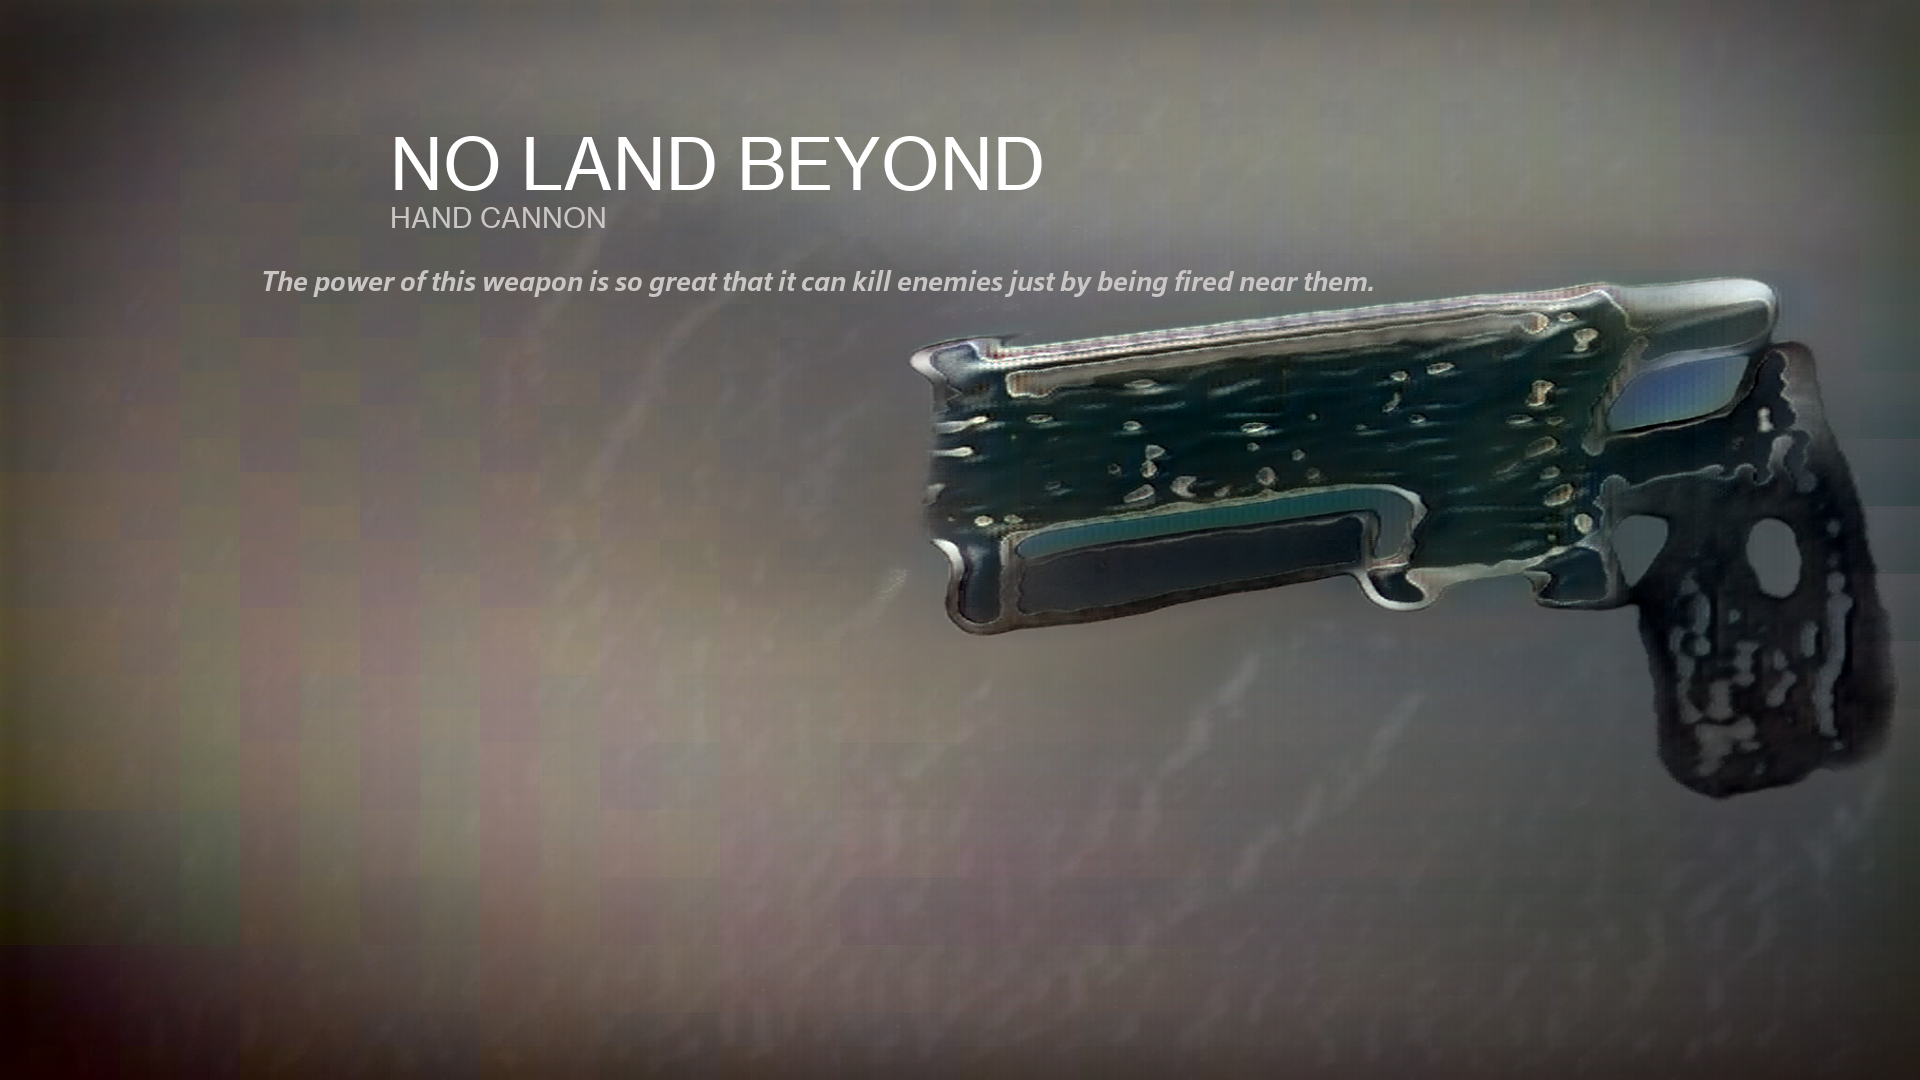 NO LAND BEYOND
HAND CANNON
The power of this weapon is so great that it can kill enemies just by being fired near them.